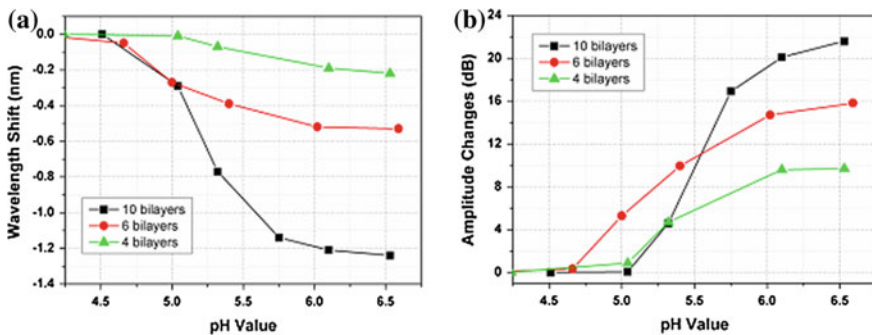 (a)
0.0
-0.2
-0.4
-0.6
-0.8
-1.0
-1.2
-1.4
Wavelength Shift (nm)
10 bilayers
6 bilayers
4 bilayers
4.5 5.0 5.5 6.0 6.5
pH Value
(b)
24
20
16
12
8
4
0
Amplitude Changes (dB)
10 bilayers
6 bilayers
4 bilayers
4.5 5.0 5.5 6.0 6.5
pH Value